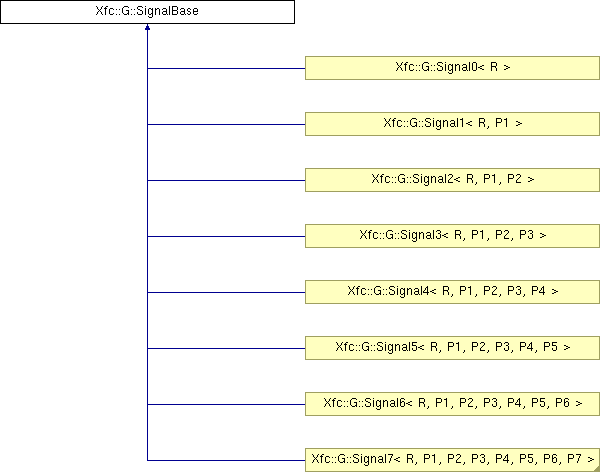 Xfc::G::SignalBase
Xfc::G::Signal0< R >
Xfc::G::Signal1< R, P1 >
Xfc::G::Signal2< R, P1, P2 >
Xfc::G::Signal3< R, P1, P2, P3 >
Xfc::G::Signal4< R, P1, P2, P3, P4 >
Xfc::G::Signal5< R, P1, P2, P3, P4, P5 >
Xfc::G::Signal6< R, P1, P2, P3, P4, P5, P6 >
Xfc::G::Signal7< R, P1, P2, P3, P4, P5, P6, P7 >